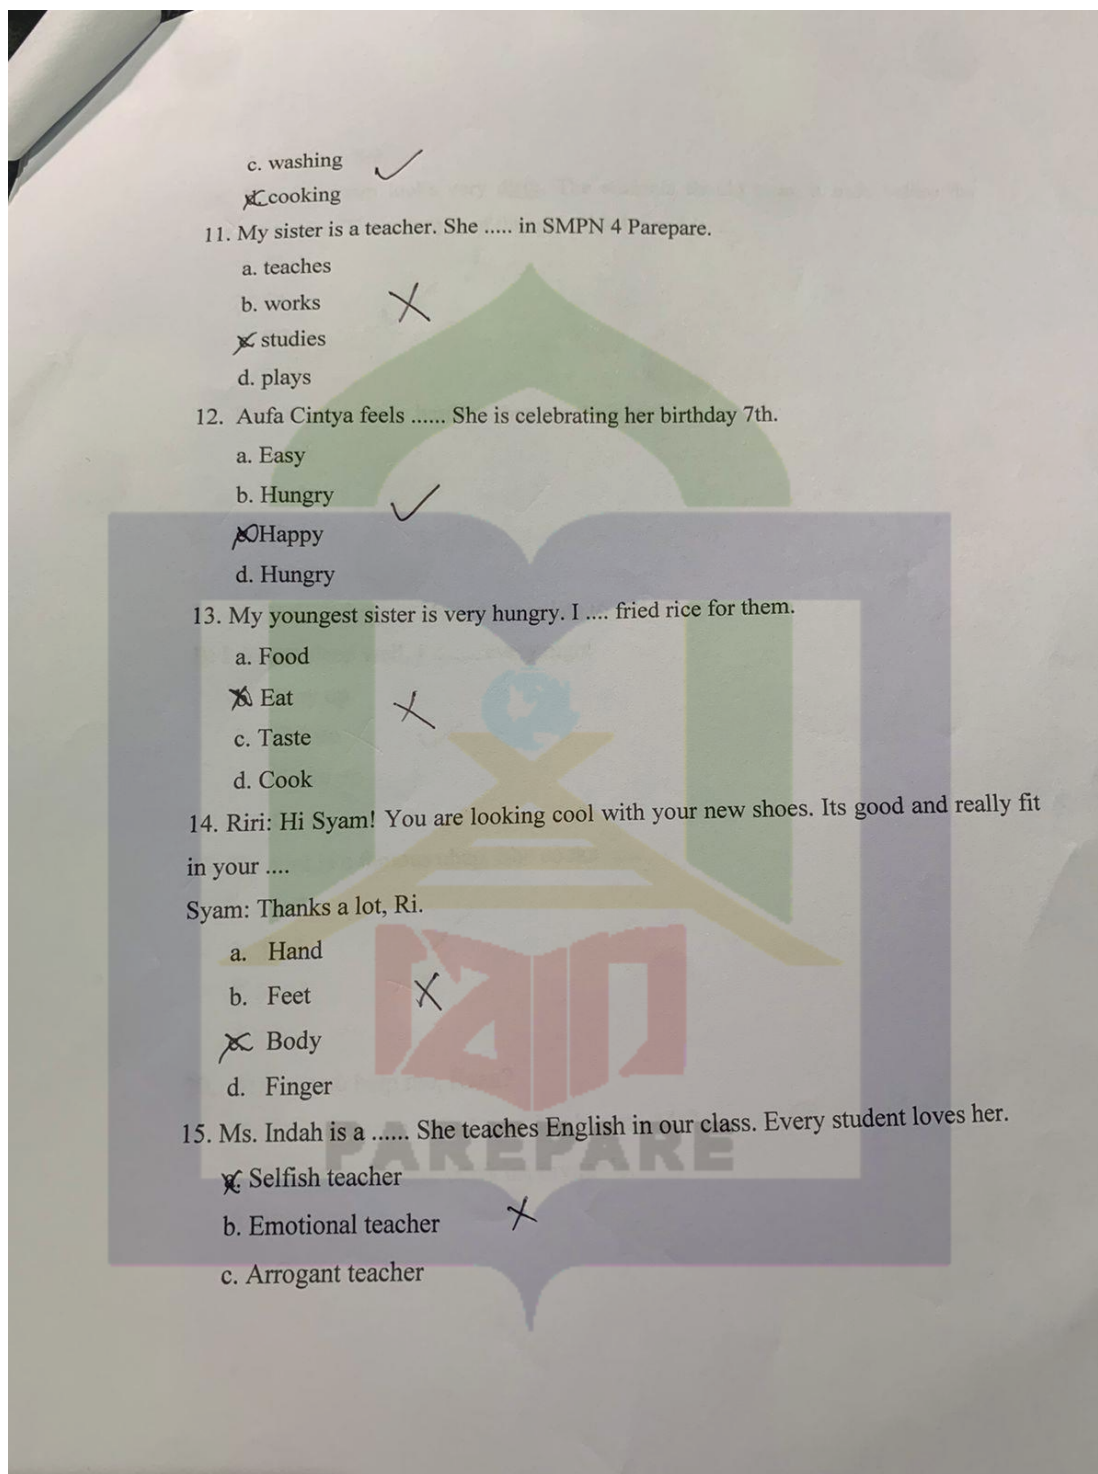 c. washing
d. cooking
11. My sister is a teacher. She ..... in SMPN 4 Parepare.
a. teaches
b. works
c. studies
d. plays
12. Aufa Cintya feels ...... She is celebrating her birthday 7th.
a. Easy
b. Hungry
c. Happy
d. Hungry
13. My youngest sister is very hungry. I .... fried rice for them.
a. Food
b. Eat
c. Taste
d. Cook
14. Riri: Hi Syam! You are looking cool with your new shoes. Its good and really fit
in your ....
Syam: Thanks a lot, Ri.
a. Hand
b. Feet
c. Body
d. Finger
15. Ms. Indah is a ...... She teaches English in our class. Every student loves her.
PAREPARE
a. Selfish teacher
b. Emotional teacher
c. Arrogant teacher